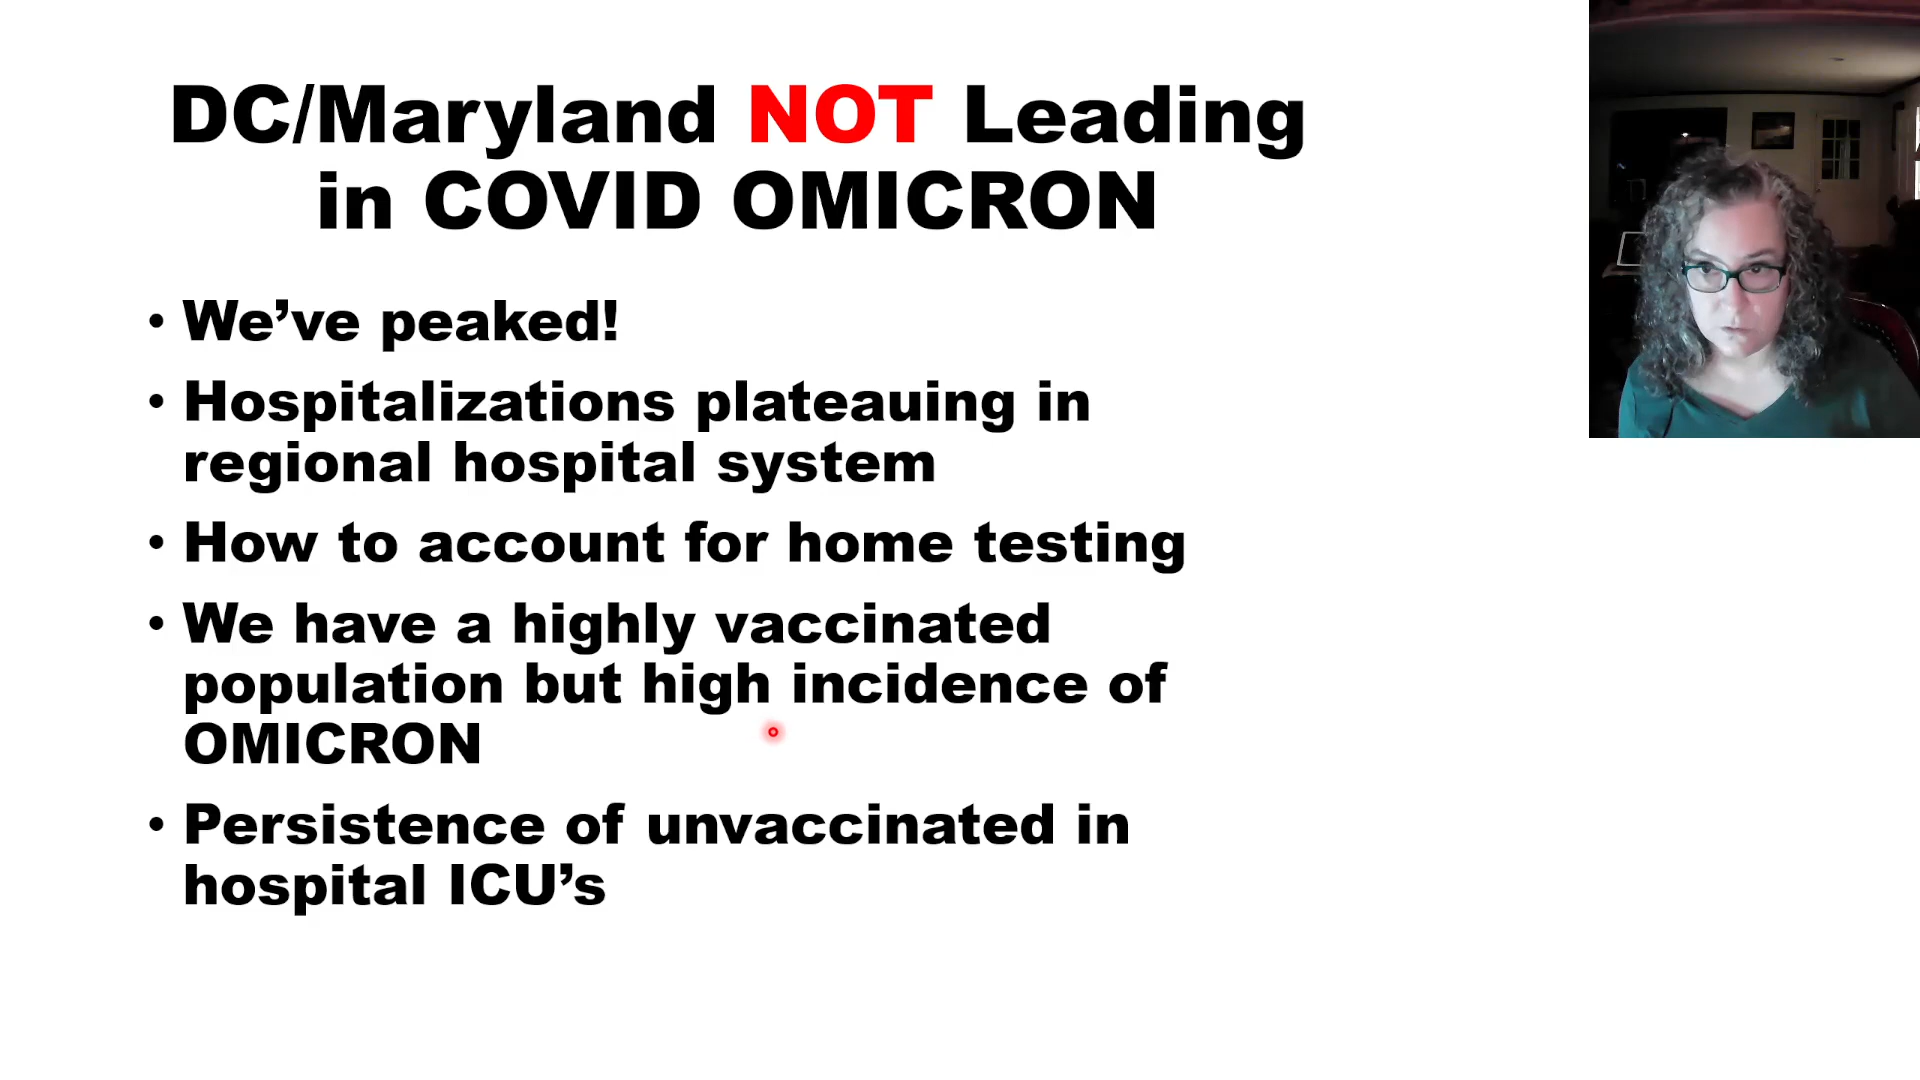 DC/Maryland NOT Leading
in COVID OMICRON
• We’ve peaked!
• Hospitalizations plateauing in
regional hospital system
• How to account for home testing
• We have a highly vaccinated
population but high incidence of
OMICRON
• Persistence of unvaccinated in
hospital ICU’s